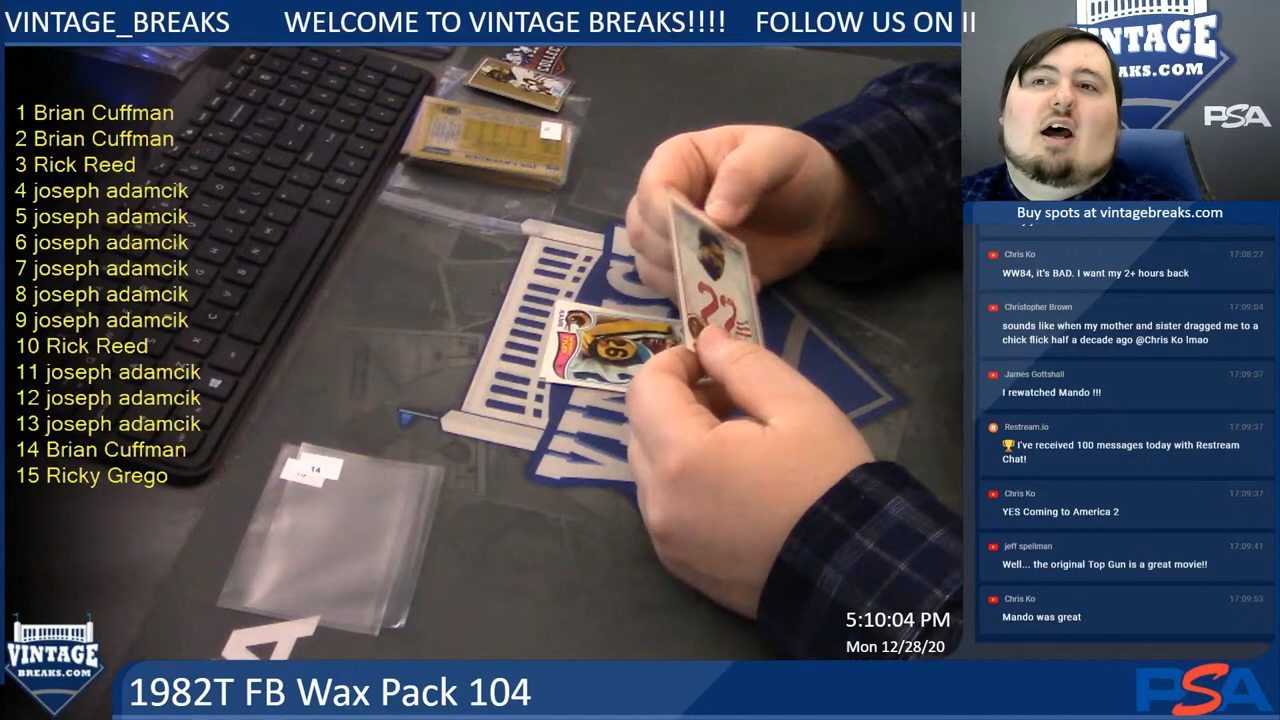 VINTAGE_BREAKS WELCOME TO VINTAGE BREAKS!!!! FOLLOW US ON
1 Brian Cuffman
2 Brian Cuffman
3 Rick Reed
4 joseph adamcik
5 joseph adamcik
6 joseph adamcik
7 joseph adamcik
8 joseph adamcik
9 joseph adamcik
10 Rick Reed
11 joseph adamcik
12 joseph adamcik
13 joseph adamcik
14 Brian Cuffman
15 Ricky Grego
14
VINTAGE
BREAKS.COM
5:10:04 PM
Mon 12/28/20
1982T FB Wax Pack 104
PSA
PSA
Buy spots at vintagebreaks.com
Chris Ko 17:08:27
WW84, it's BAD. I want my 2+ hours back
Christopher Brown 17:09:04
sounds like when my mother and sister dragged me to a
chick flick half a decade ago @Chris Ko lmao
James Gottshall 17:09:37
I rewatched Mando !!!
Restream.io 17:09:37
🏆 I've received 100 messages today with Restream
Chat!
Chris Ko 17:09:37
YES Coming to America 2
jeff spellman 17:09:41
Well... the original Top Gun is a great movie!!
Chris Ko 17:09:53
Mando was great